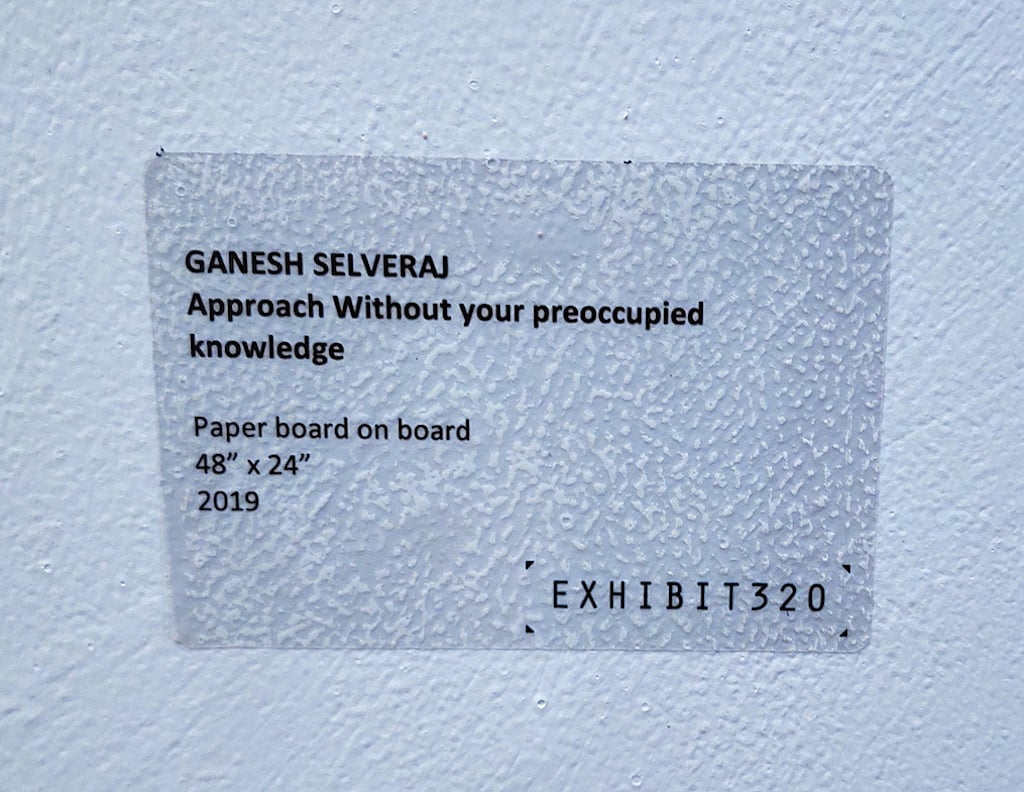 GANESH SELVERAJ
Approach Without your preoccupied
knowledge
Paper board on board
48” x 24”
2019
EXHIBIT320